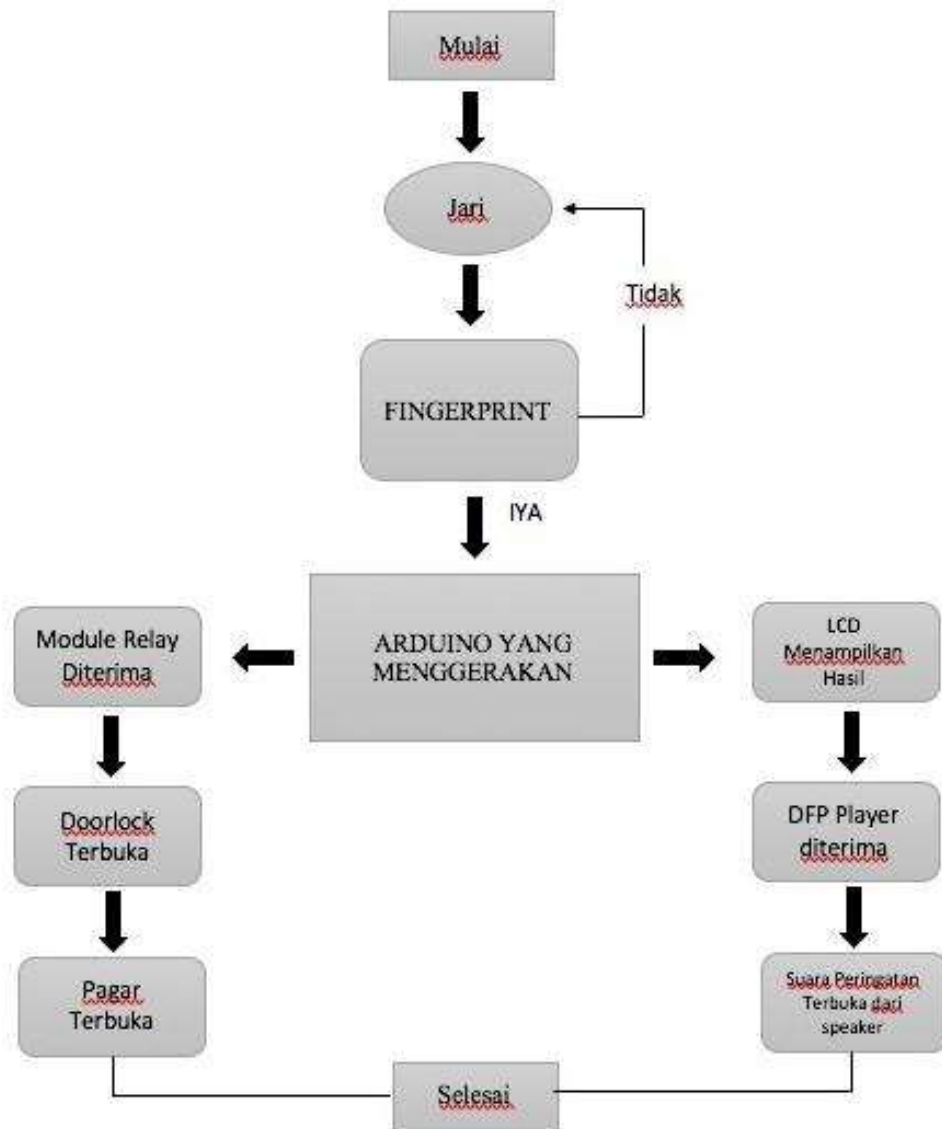 Mulai
Jari
Tidak
FINGERPRINT
IYA
ARDUINO YANG
MENGGERAKAN
Module Relay
Diterima
LCD
Menampilkan
Hasil
Doorlock
Terbuka
DFP Player
diterima
Pagar
Terbuka
Suara Peringatan
Terbuka dari
speaker
Selesai